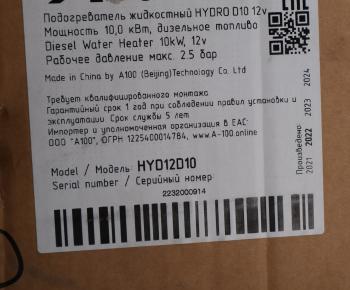 Подогреватель жидкостный HYDRO D10 12v
Мощность 10,0 кВт, дизельное топливо
Diesel Water Heater 10kW, 12v
Рабочее давление макс. 2.5 бар
Made in China by A100 (Beijing)Technology Co. Ltd
Требует квалифицированного монтажа
Гарантийный срок 1 год при соблюдении правил установки и
эксплуатации Срок службы 5 лет
Импортер и уполномоченная организация в ЕАС:
ООО "А100", ОГРН: 1225400014784, www.A-100.online
Model / Модель: HYD12D10
Serial number / Серийный номер
2232000914
Произведено
2021 2022 2023 2024